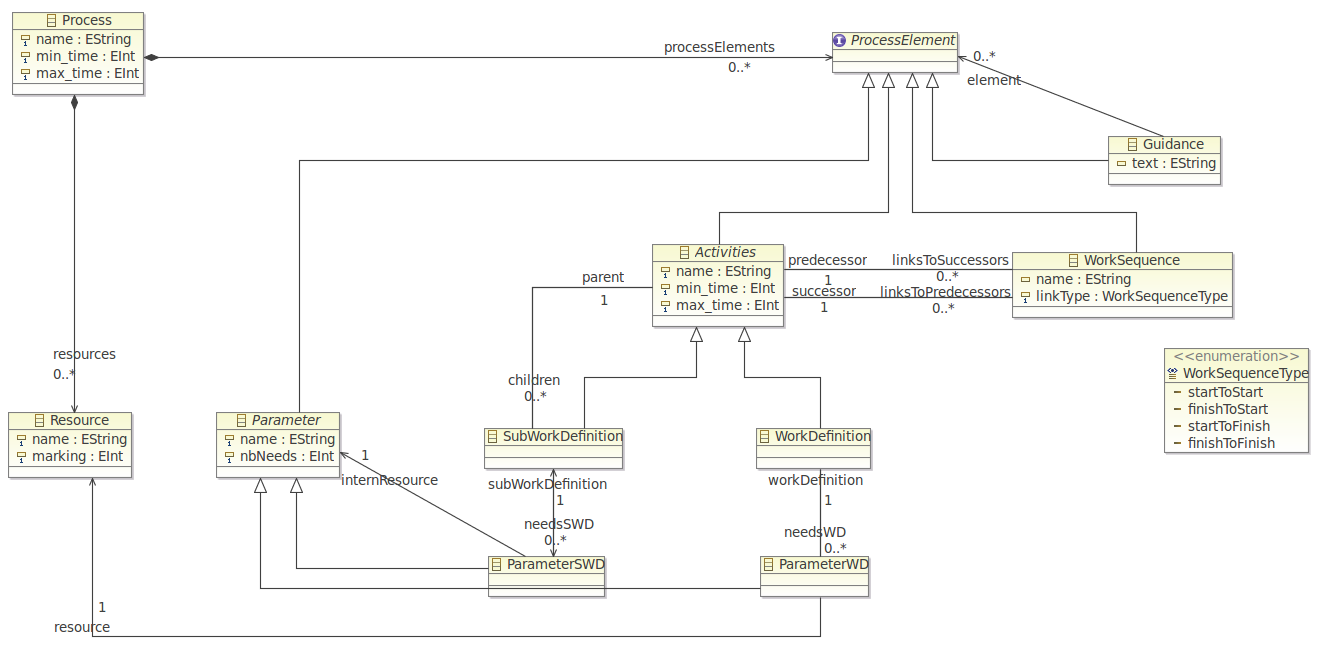 Process
name : EString
min_time : EInt
max_time : EInt
processElements
0..*
ProcessElement
0..*
element
Guidance
text : EString
Activities
name : EString
min_time : EInt
max_time : EInt
predecessor
1
successor
1
linksToSuccessors
0..*
linksToPredecessors
0..*
WorkSequence
name : EString
linkType : WorkSequenceType
parent
1
children
0..*
resources
0..*
<<enumeration>>
WorkSequenceType
startToStart
finishToStart
startToFinish
finishToFinish
Resource
name : EString
marking : EInt
Parameter
name : EString
nbNeeds : EInt
1
internResource
SubWorkDefinition
WorkDefinition
subWorkDefinition
1
needsSWD
0..*
workDefinition
1
needsWD
0..*
ParameterSWD
ParameterWD
1
resource